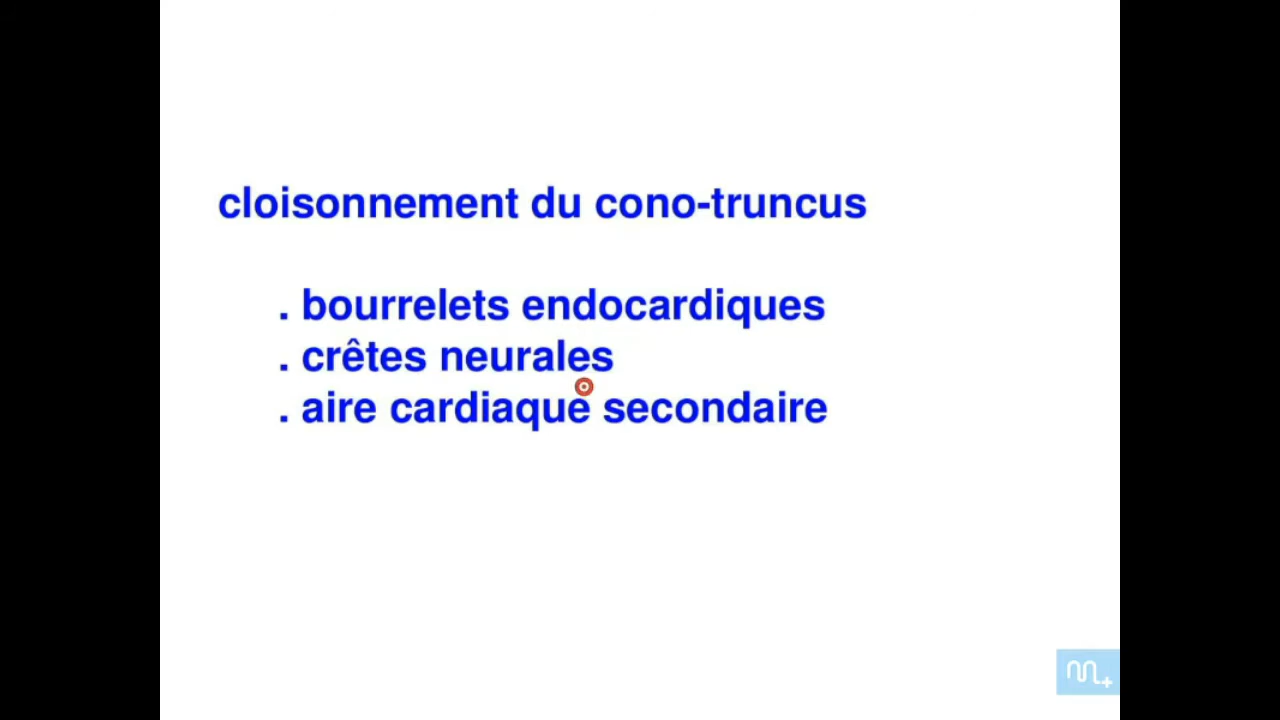 cloisonnement du cono-truncus
. bourrelets endocardiques
. crêtes neurales
. aire cardiaque secondaire